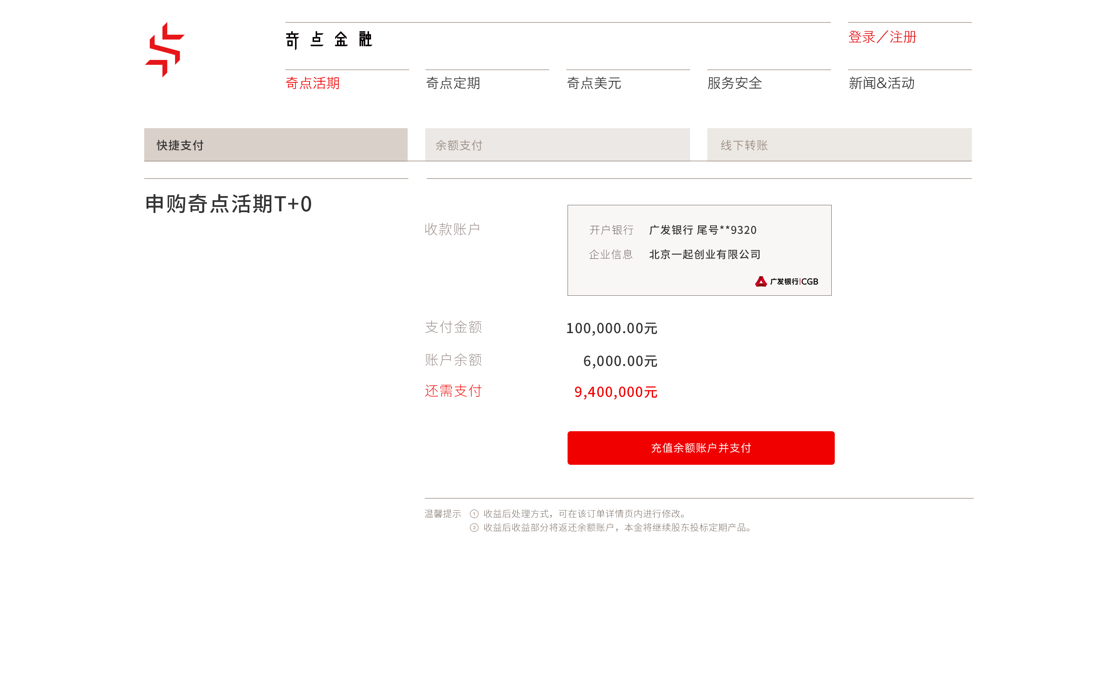 奇点金融
登录／注册
奇点活期
奇点定期
奇点美元
服务安全
新闻&活动
快捷支付
余额支付
线下转账
申购奇点活期T+0
收款账户
开户银行 广发银行 尾号**9320
企业信息 北京一起创业有限公司
广发银行|CGB
支付金额 100,000.00元
账户余额 6,000.00元
还需支付 9,400,000元
充值余额账户并支付
温馨提示 ① 收益后处理方式，可在该订单详情页内进行修改。
② 收益后收益部分将返还余额账户，本金将继续股东投标定期产品。